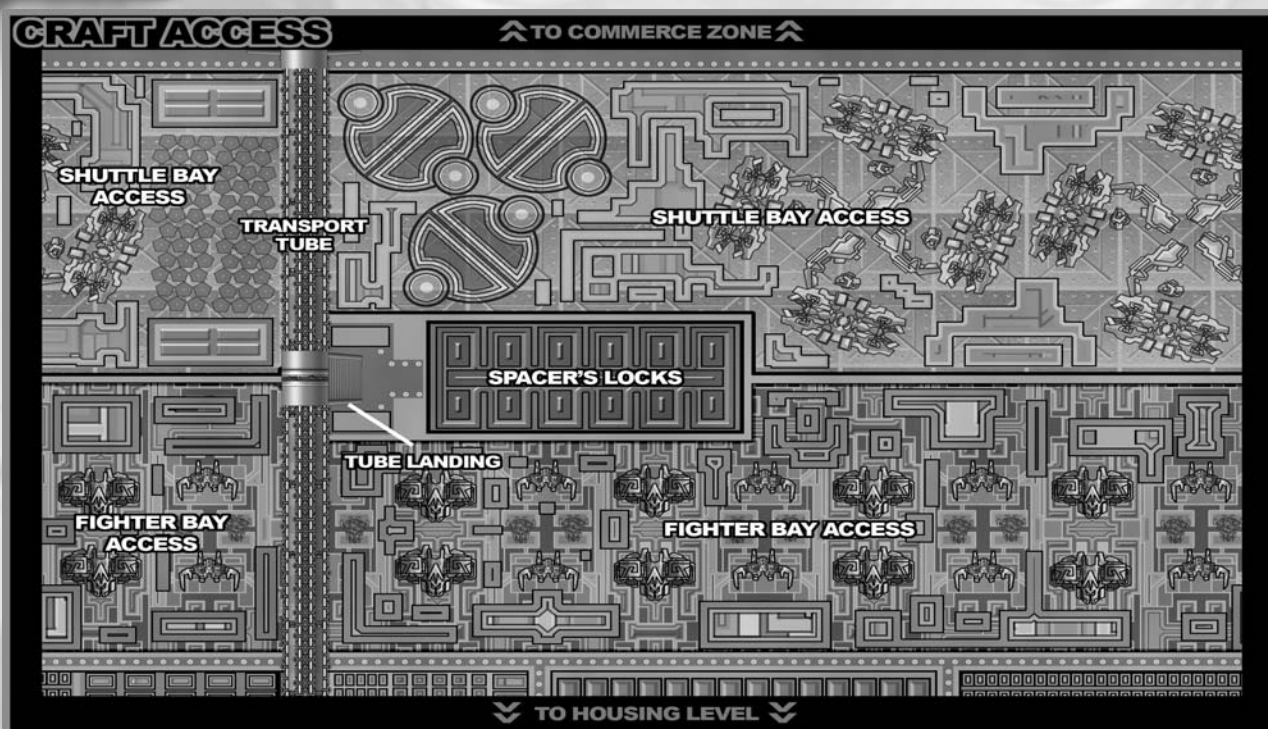 CRAFT ACCESS
TO COMMERCE ZONE
SHUTTLE BAY
ACCESS
TRANSPORT
TUBE
SHUTTLE BAY ACCESS
SPACER'S LOCKS
TUBE LANDING
FIGHTER BAY
ACCESS
FIGHTER BAY ACCESS
TO HOUSING LEVEL